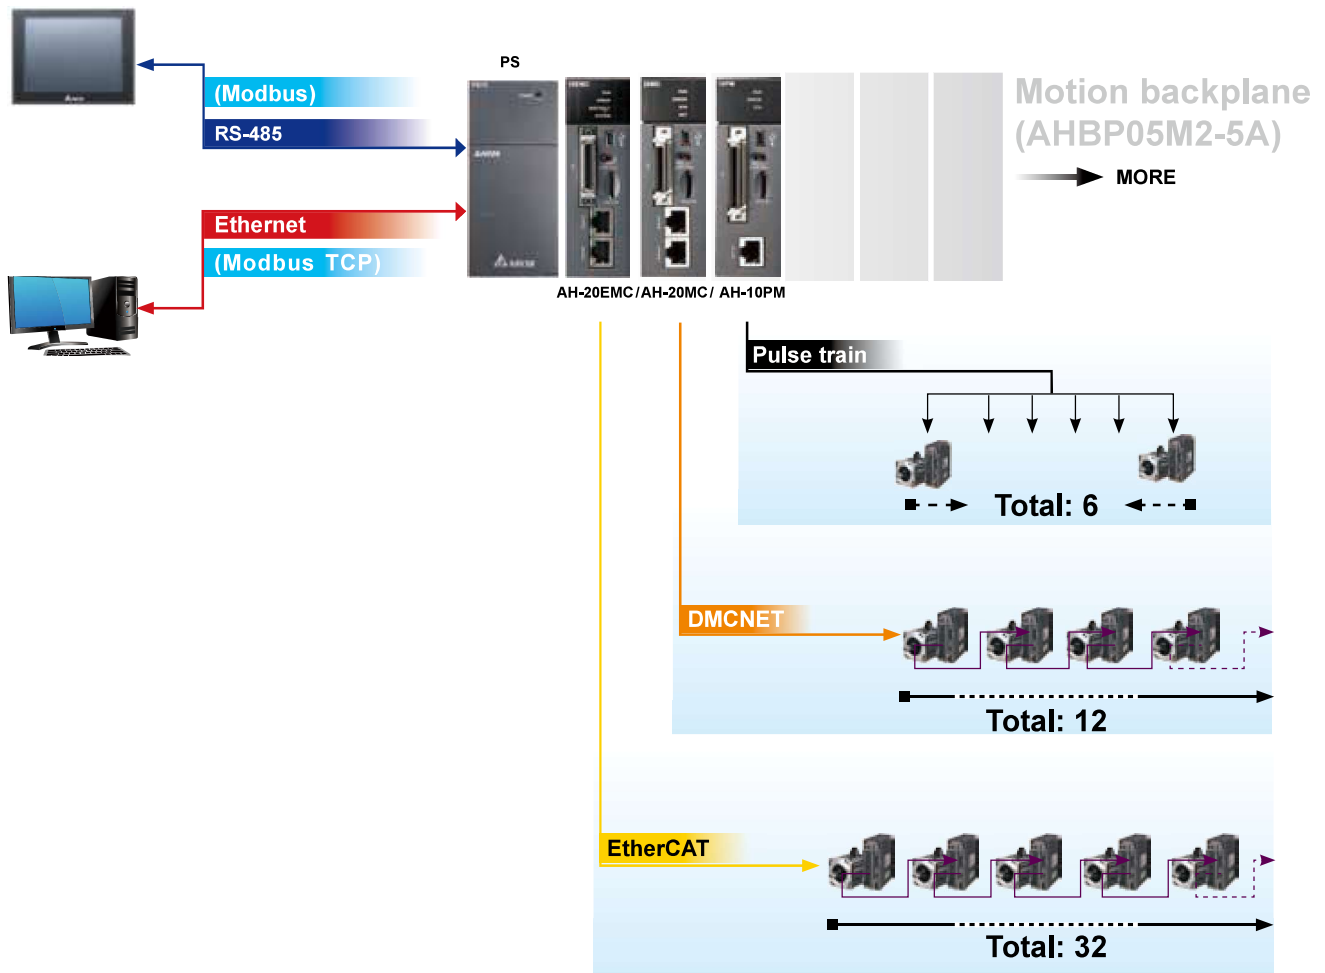 PS
(Modbus)
RS-485
Motion backplane
(AHBP05M2-5A)
MORE
Ethernet
(Modbus TCP)
AH-20EMC/AH-20MC/ AH-10PM
Pulse train
Total: 6
DMCNET
Total: 12
EtherCAT
Total: 32